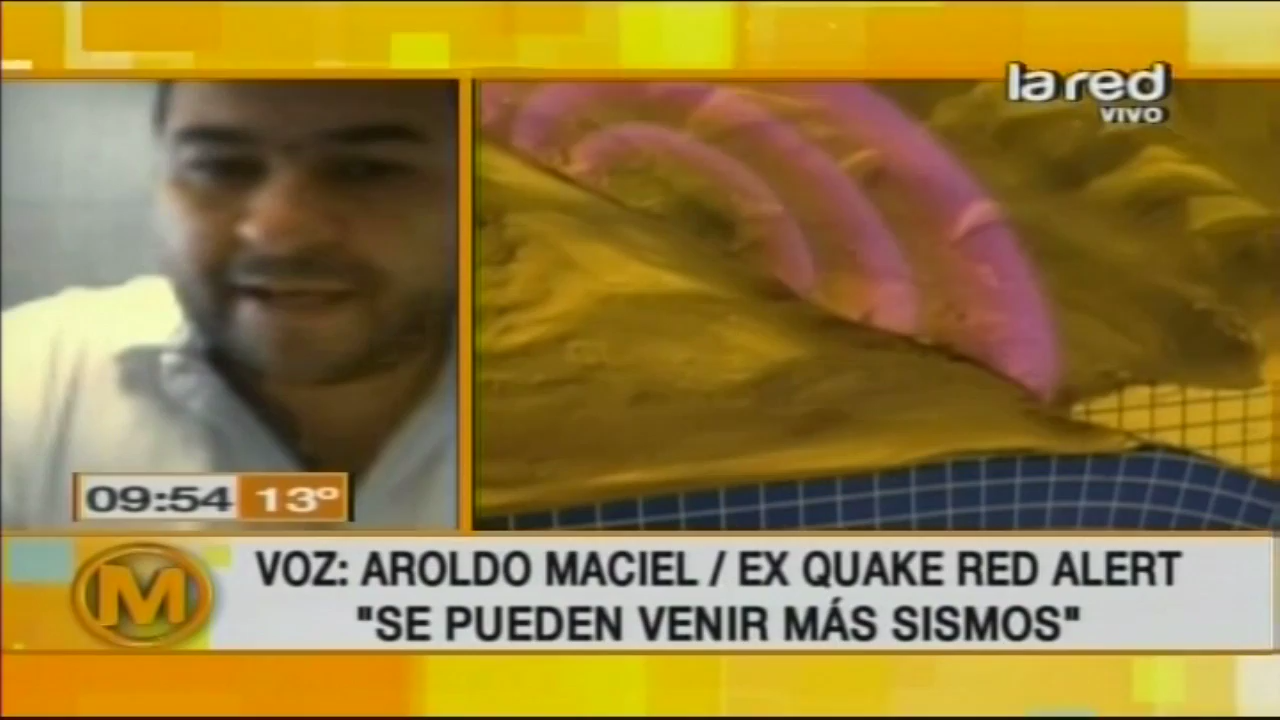 la red
VIVO
09:54 13º
M
VOZ: AROLDO MACIEL / EX QUAKE RED ALERT
"SE PUEDEN VENIR MÁS SISMOS"